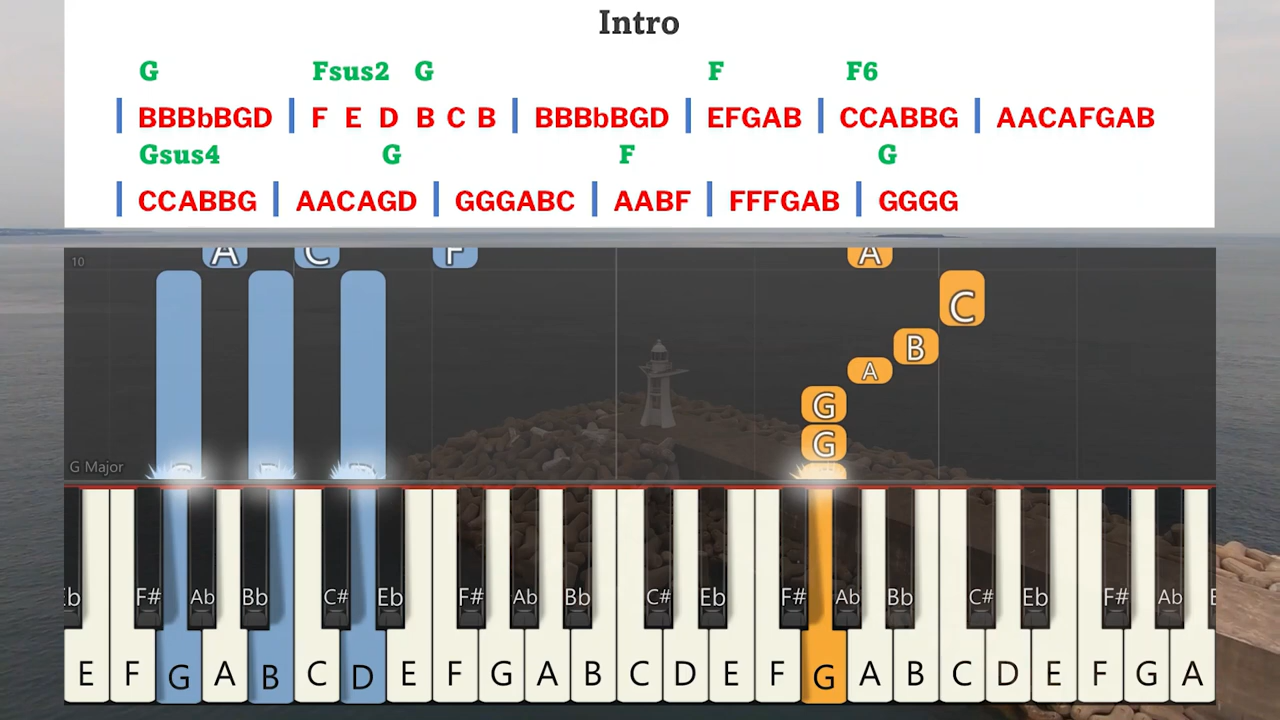 Intro
G Fsus2 G F F6
| BBBbBGD | F E D B C B | BBBbBGD | EFGAB | CCABBG | AACAFGAB
Gsus4 G F G
| CCABBG | AACAGD | GGGABC | AABF | FFFGAB | GGGG
10 A C F A
C
B
A
G
G
G Major
Eb F# Ab Bb C# Eb F# Ab Bb C# Eb F# Ab Bb C# Eb F# Ab
E F G A B C D E F G A B C D E F G A B C D E F G A